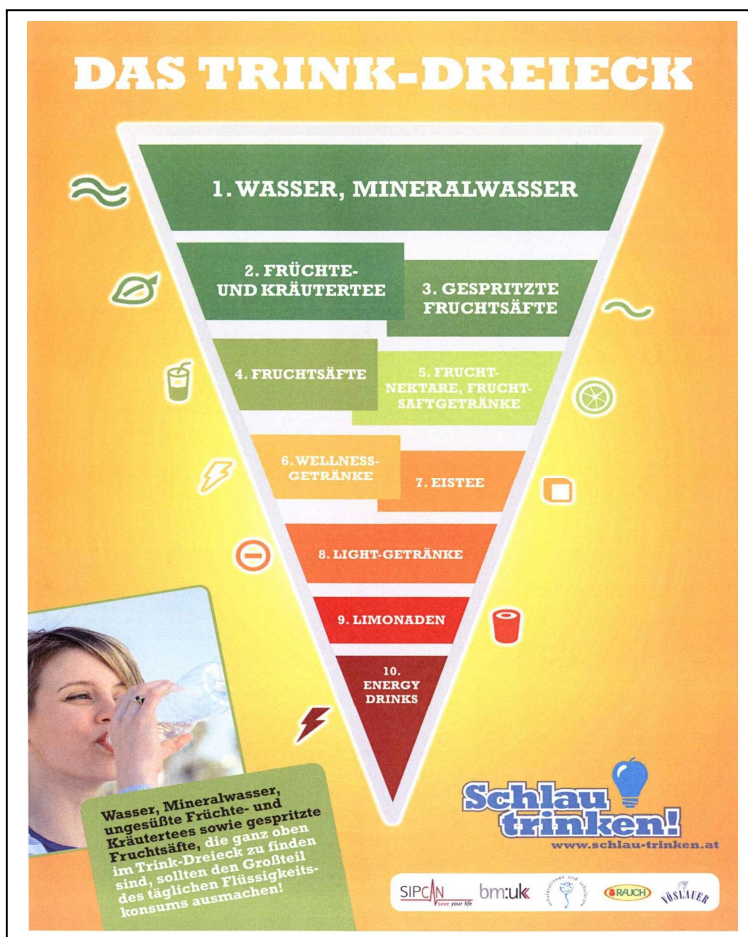 DAS TRINK-DREIECK
1. WASSER, MINERALWASSER
2. FRÜCHTE-
UND KRÄUTERTEE
3. GESPRITZTE
FRUCHTSÄFTE
4. FRUCHTSÄFTE
5. FRUCHT-
NEKTARE, FRUCHT-
SAFTGETRÄNKE
6. WELLNESS-
GETRÄNKE
7. EISTEE
8. LIGHT-GETRÄNKE
9. LIMONADEN
10.
ENERGY
DRINKS
Wasser, Mineralwasser,
ungesüßte Früchte- und
Kräutertees sowie gespritzte
Fruchtsäfte, die ganz oben
im Trink-Dreieck zu finden
sind, sollten den Großteil
des täglichen Flüssigkeits-
konsums ausmachen!
Schlau
trinken!
www.schlau-trinken.at
SIPCAN
save your life
bm:uk
RAUCH
VÖSLAUER